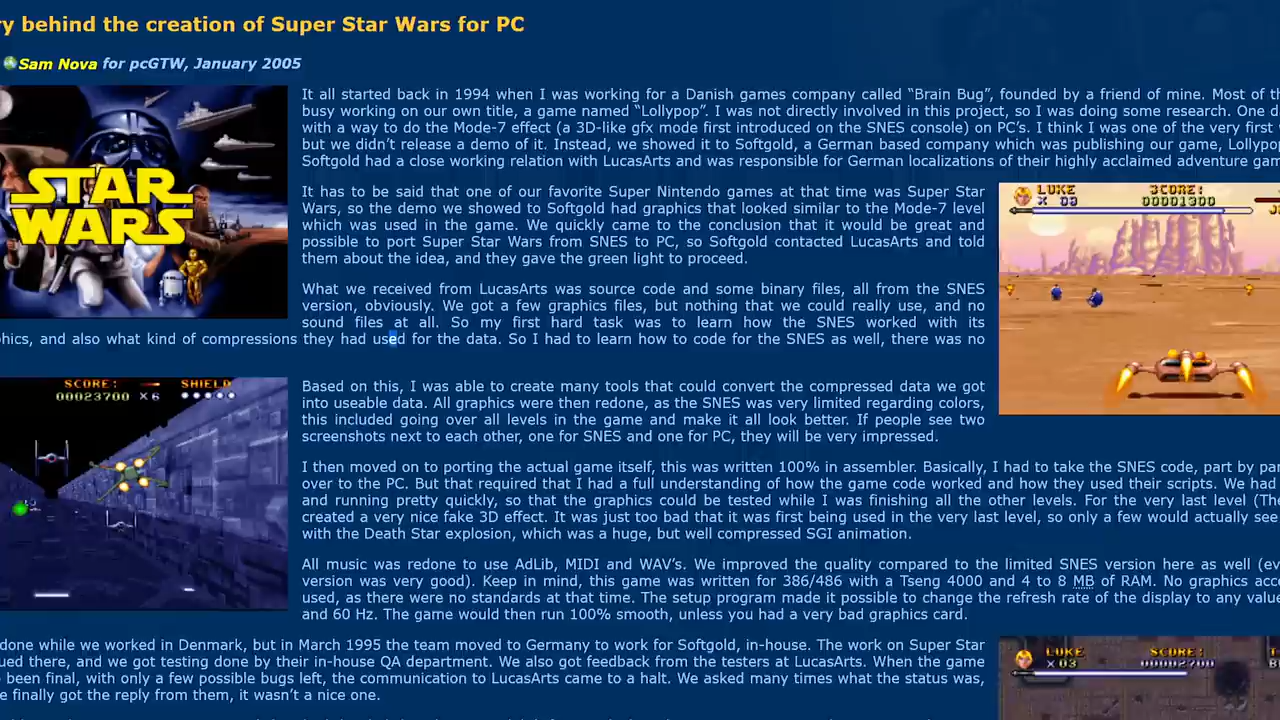 ry behind the creation of Super Star Wars for PC
Sam Nova for pcGTW, January 2005
STAR
WARS
It all started back in 1994 when I was working for a Danish games company called “Brain Bug”, founded by a friend of mine. Most of th
busy working on our own title, a game named “Lollypop”. I was not directly involved in this project, so I was doing some research. One d
with a way to do the Mode-7 effect (a 3D-like gfx mode first introduced on the SNES console) on PC's. I think I was one of the very first
but we didn't release a demo of it. Instead, we showed it to Softgold, a German based company which was publishing our game, Lollypo
Softgold had a close working relation with LucasArts and was responsible for German localizations of their highly acclaimed adventure gam
It has to be said that one of our favorite Super Nintendo games at that time was Super Star
Wars, so the demo we showed to Softgold had graphics that looked similar to the Mode-7 level
which was used in the game. We quickly came to the conclusion that it would be great and
possible to port Super Star Wars from SNES to PC, so Softgold contacted LucasArts and told
them about the idea, and they gave the green light to proceed.
LUKE
SCORE:
X 03
00001300
What we received from LucasArts was source code and some binary files, all from the SNES
version, obviously. We got a few graphics files, but nothing that we could really use, and no
sound files at all. So my first hard task was to learn how the SNES worked with its
phics, and also what kind of compressions they had used for the data. So I had to learn how to code for the SNES as well, there was no
SCORE: SHIELD
00023700 X6
Based on this, I was able to create many tools that could convert the compressed data we got
into useable data. All graphics were then redone, as the SNES was very limited regarding colors,
this included going over all levels in the game and make it all look better. If people see two
screenshots next to each other, one for SNES and one for PC, they will be very impressed.
I then moved on to porting the actual game itself, this was written 100% in assembler. Basically, I had to take the SNES code, part by par
over to the PC. But that required that I had a full understanding of how the game code worked and how they used their scripts. We had
and running pretty quickly, so that the graphics could be tested while I was finishing all the other levels. For the very last level (The
created a very nice fake 3D effect. It was just too bad that it was first being used in the very last level, so only a few would actually see
with the Death Star explosion, which was a huge, but well compressed SGI animation.
All music was redone to use AdLib, MIDI and WAV's. We improved the quality compared to the limited SNES version here as well (ev
version was very good). Keep in mind, this game was written for 386/486 with a Tseng 4000 and 4 to 8 MB of RAM. No graphics acc
used, as there were no standards at that time. The setup program made it possible to change the refresh rate of the display to any value
and 60 Hz. The game would then run 100% smooth, unless you had a very bad graphics card.
done while we worked in Denmark, but in March 1995 the team moved to Germany to work for Softgold, in-house. The work on Super Star
ued there, and we got testing done by their in-house QA department. We also got feedback from the testers at LucasArts. When the game
been final, with only a few possible bugs left, the communication to LucasArts came to a halt. We asked many times what the status was,
e finally got the reply from them, it wasn't a nice one.
LUKE
SCORE:
X03
00002700